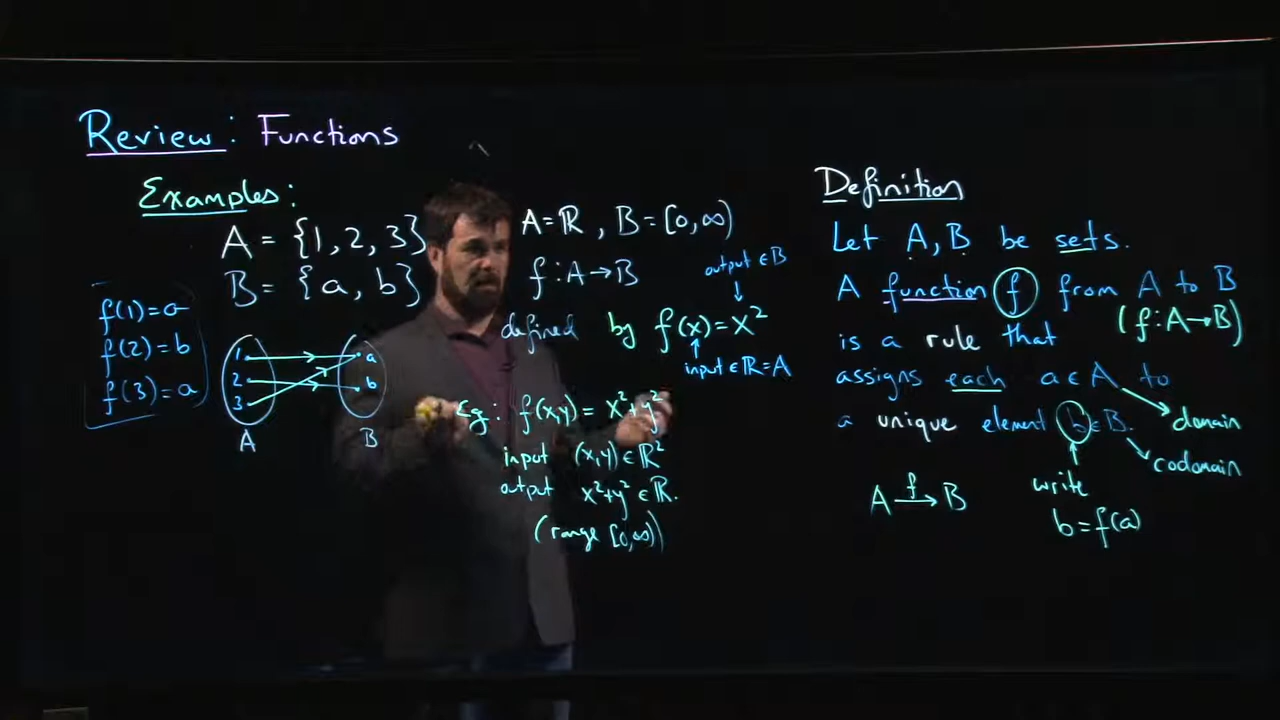 Review: Functions
Examples:
A = {1, 2, 3}
B = {a, b}
f(1) = a
f(2) = b
f(3) = a
1
2
3
a
b
A
B
A = ℝ, B = [0, ∞)
f : A → B
output ∈ B
defined by f(x) = x²
input ∈ ℝ = A
Eg: f(x,y) = x² + y²
input (x,y) ∈ ℝ²
output x² + y² ∈ ℝ.
(range [0, ∞))
Definition
Let A, B be sets.
A function f from A to B
(f : A → B)
is a rule that
assigns each a ∈ A to
domain
a unique element b ∈ B.
codomain
write
b = f(a)
A f→ B